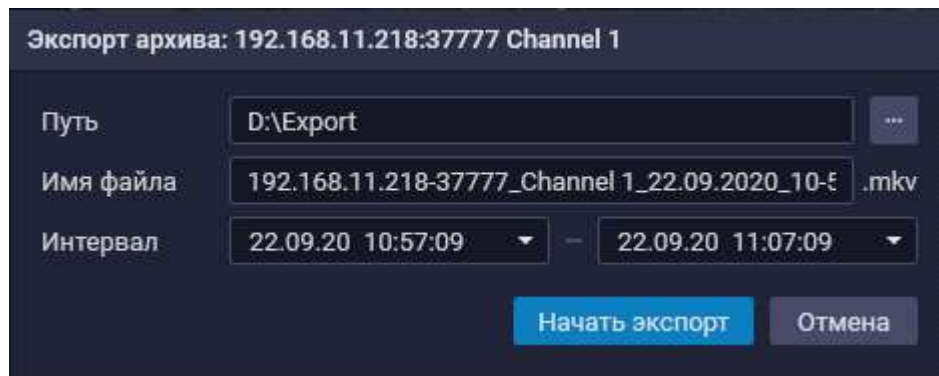 Экспорт архива: 192.168.11.218:37777 Channel 1
Путь D:\Export ...
Имя файла 192.168.11.218-37777_Channel 1_22.09.2020_10-5 .mkv
Интервал 22.09.20 10:57:09 – 22.09.20 11:07:09
Начать экспорт Отмена